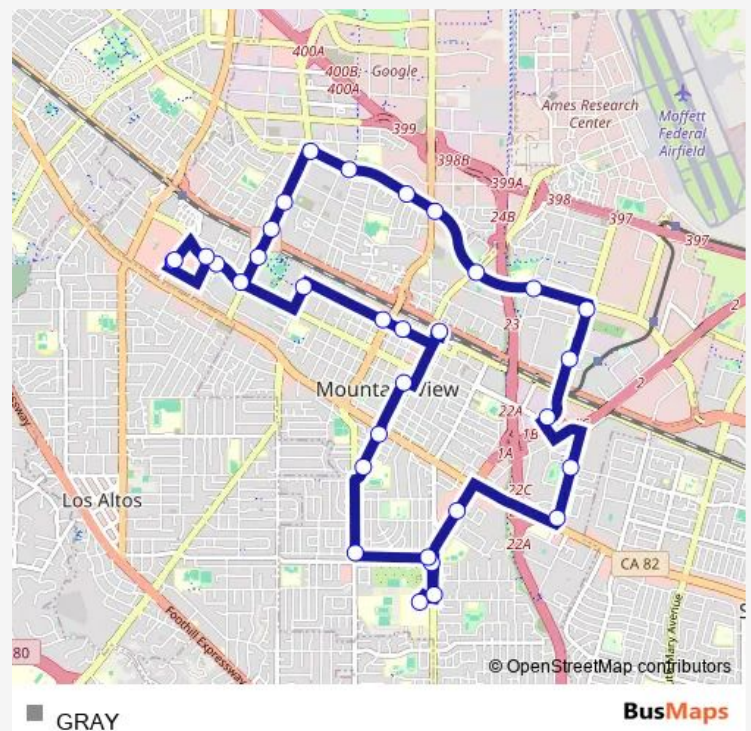 400A
400B; Google
400A
Ames Research
Center
Moffett
Federal
Airfield
399
398B
399A
398
397
397
24B
23
2
2
Mountain View
22A
1B
1A
22C
22A
Los Altos
CA 82
Foothill Expressway
80
© OpenStreetMap contributors
GRAY
BusMaps